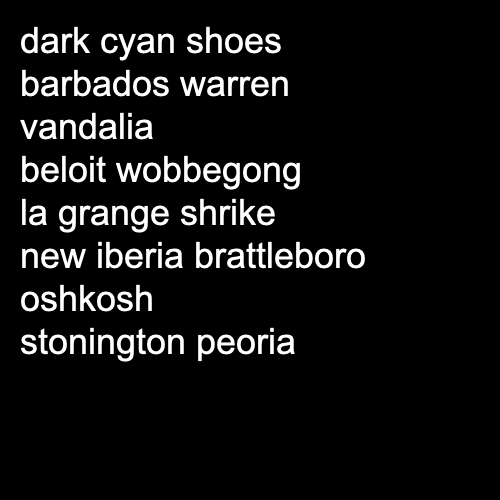 dark cyan shoes
barbados warren
vandalia
beloit wobbegong
la grange shrike
new iberia brattleboro
oshkosh
stonington peoria